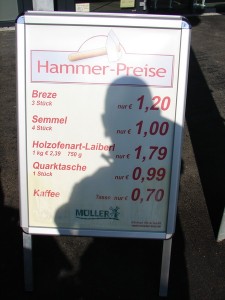 Hammer-Preise
Breze
3 Stück nur € 1,20
Semmel
4 Stück nur € 1,00
Holzofenart-Laiberl
1 kg € 2,39 750 g nur € 1,79
Quarktasche
1 Stück nur € 0,99
Kaffee Tasse nur € 0,70
MÜLLER